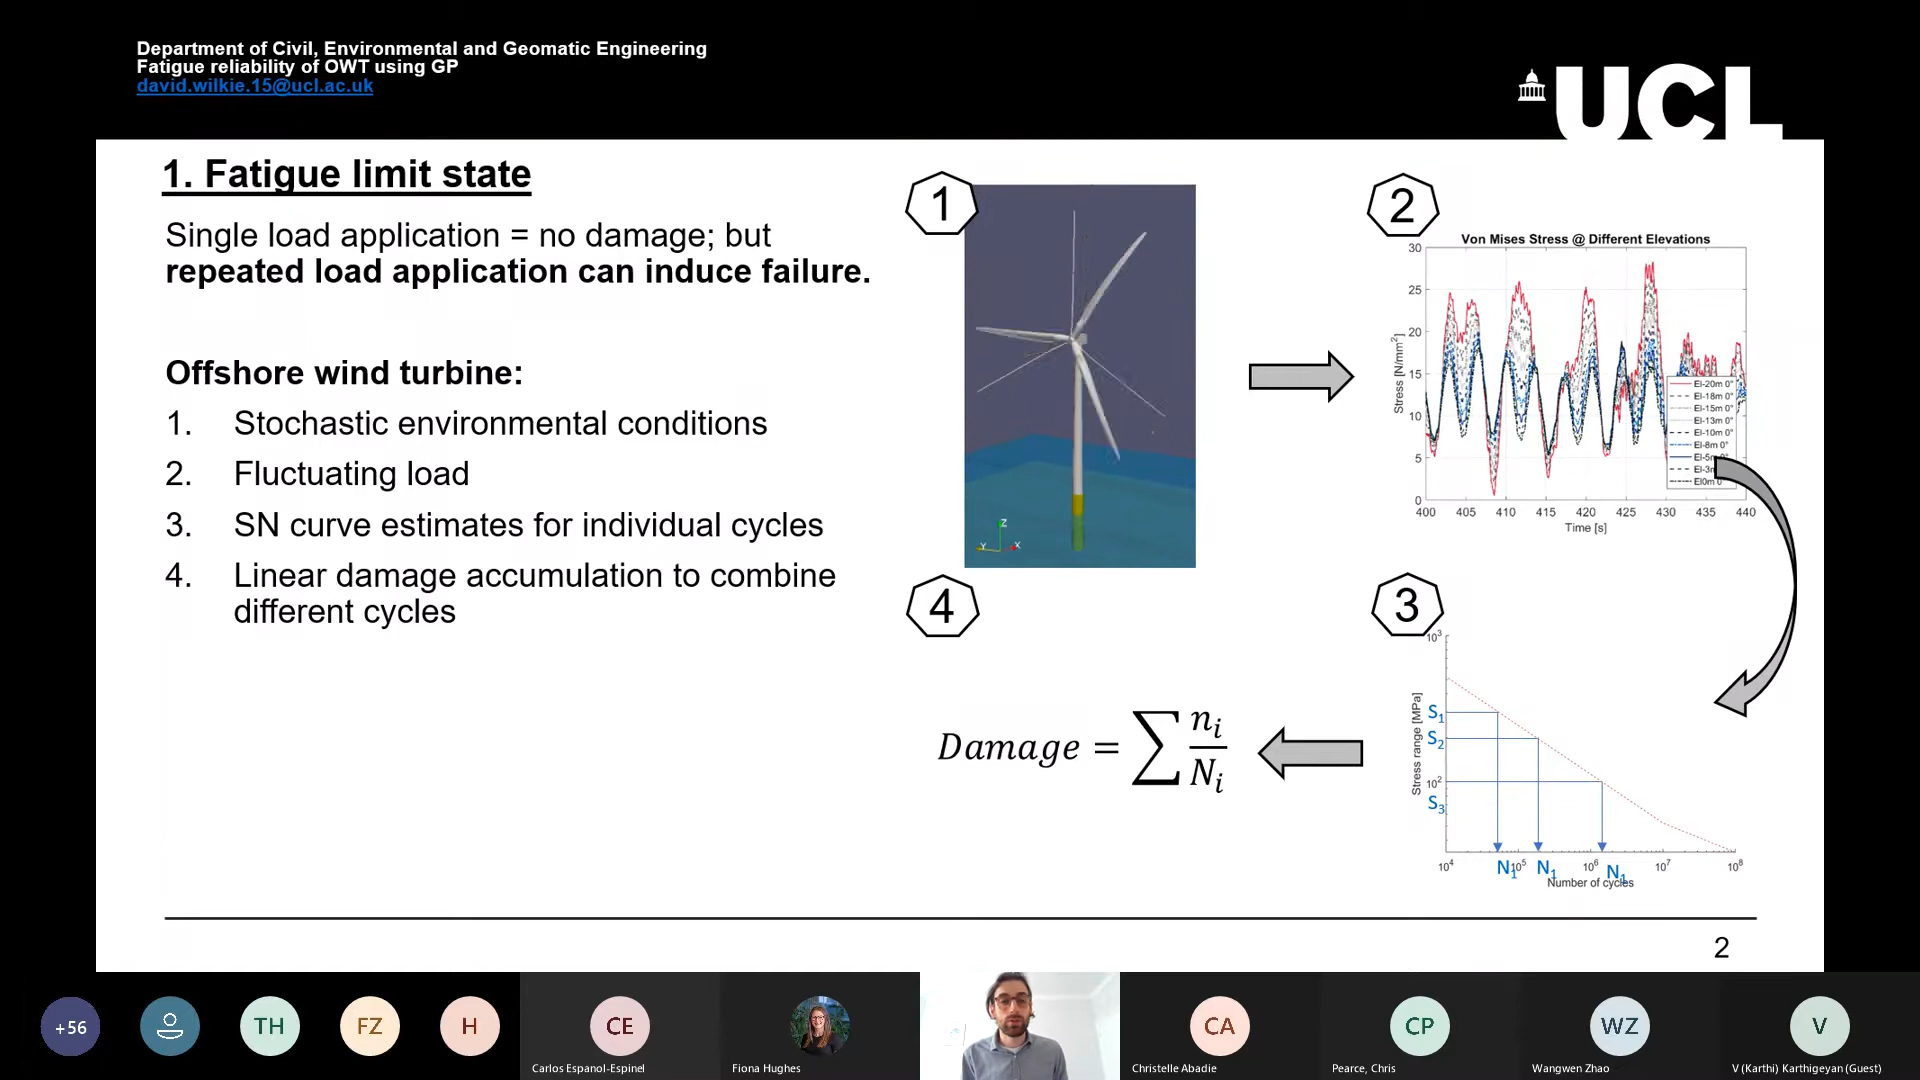 Department of Civil, Environmental and Geomatic Engineering
Fatigue reliability of OWT using GP
david.wilkie.15@ucl.ac.uk
UCL
1. Fatigue limit state
Single load application = no damage; but
repeated load application can induce failure.
Offshore wind turbine:
1. Stochastic environmental conditions
2. Fluctuating load
3. SN curve estimates for individual cycles
4. Linear damage accumulation to combine
different cycles
1
Z
Y
X
2
Von Mises Stress @ Different Elevations
Stress [N/mm²]
30
25
20
15
10
5
0
400 405 410 415 420 425 430 435 440
Time [s]
El-20m 0°
El-18m 0°
El-15m 0°
El-13m 0°
El-10m 0°
El-8m 0°
El-5m 0°
El-3m
El0m 0°
3
Stress range [MPa]
10³
S₁
S₂
10²
S₃
10⁴ 10⁵ 10⁶ 10⁷ 10⁸
N₁ N₁ N₁
Number of cycles
4
Damage = ∑ nᵢ/Nᵢ
2
+56
TH
FZ
H
CE
CA
CP
WZ
V
Carlos Espanol-Espinel
Fiona Hughes
Christelle Abadie
Pearce, Chris
Wangwen Zhao
V (Karthi) Karthigeyan (Guest)